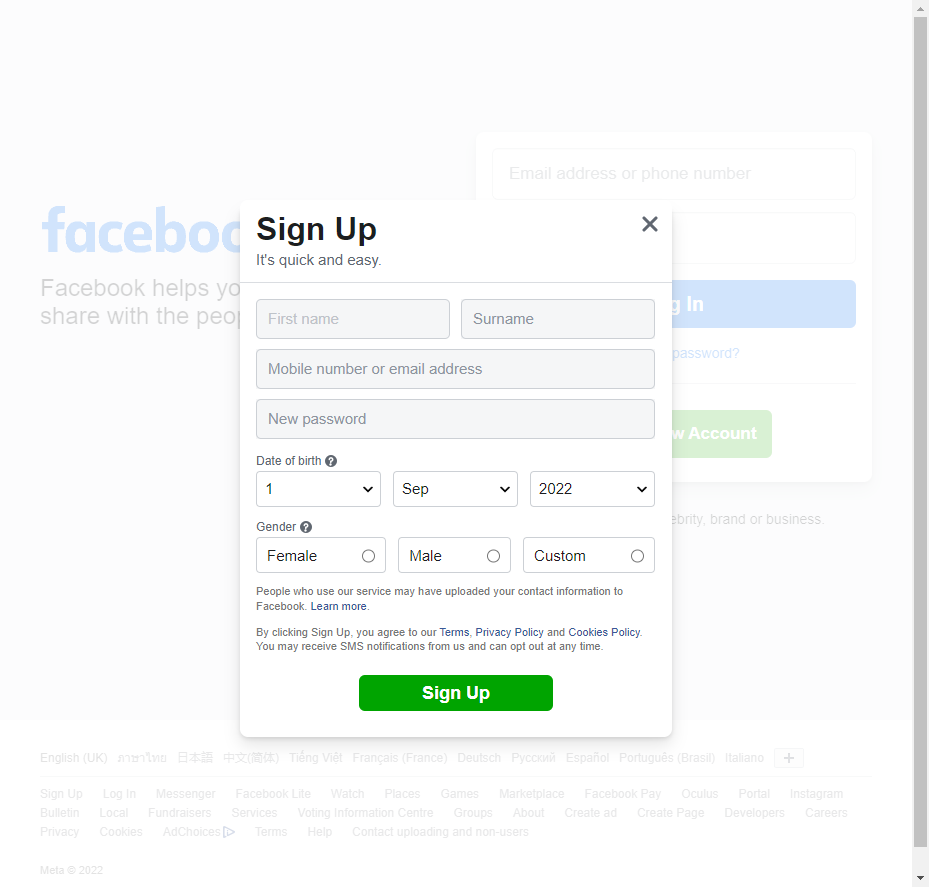 Email address or phone number
faceboo
Facebook helps yo
share with the peop
g In
password?
w Account
ebrity, brand or business.
Sign Up
It's quick and easy.
First name
Surname
Mobile number or email address
New password
Date of birth ?
1
Sep
2022
Gender ?
Female
Male
Custom
People who use our service may have uploaded your contact information to
Facebook. Learn more.
By clicking Sign Up, you agree to our Terms, Privacy Policy and Cookies Policy.
You may receive SMS notifications from us and can opt out at any time.
Sign Up
English (UK) ภาษาไทย 日本語 中文(简体) Tiếng Việt Français (France) Deutsch Русский Español Português (Brasil) Italiano +
Sign Up Log In Messenger Facebook Lite Watch Places Games Marketplace Facebook Pay Oculus Portal Instagram
Bulletin Local Fundraisers Services Voting Information Centre Groups About Create ad Create Page Developers Careers
Privacy Cookies AdChoices Terms Help Contact uploading and non-users
Meta © 2022